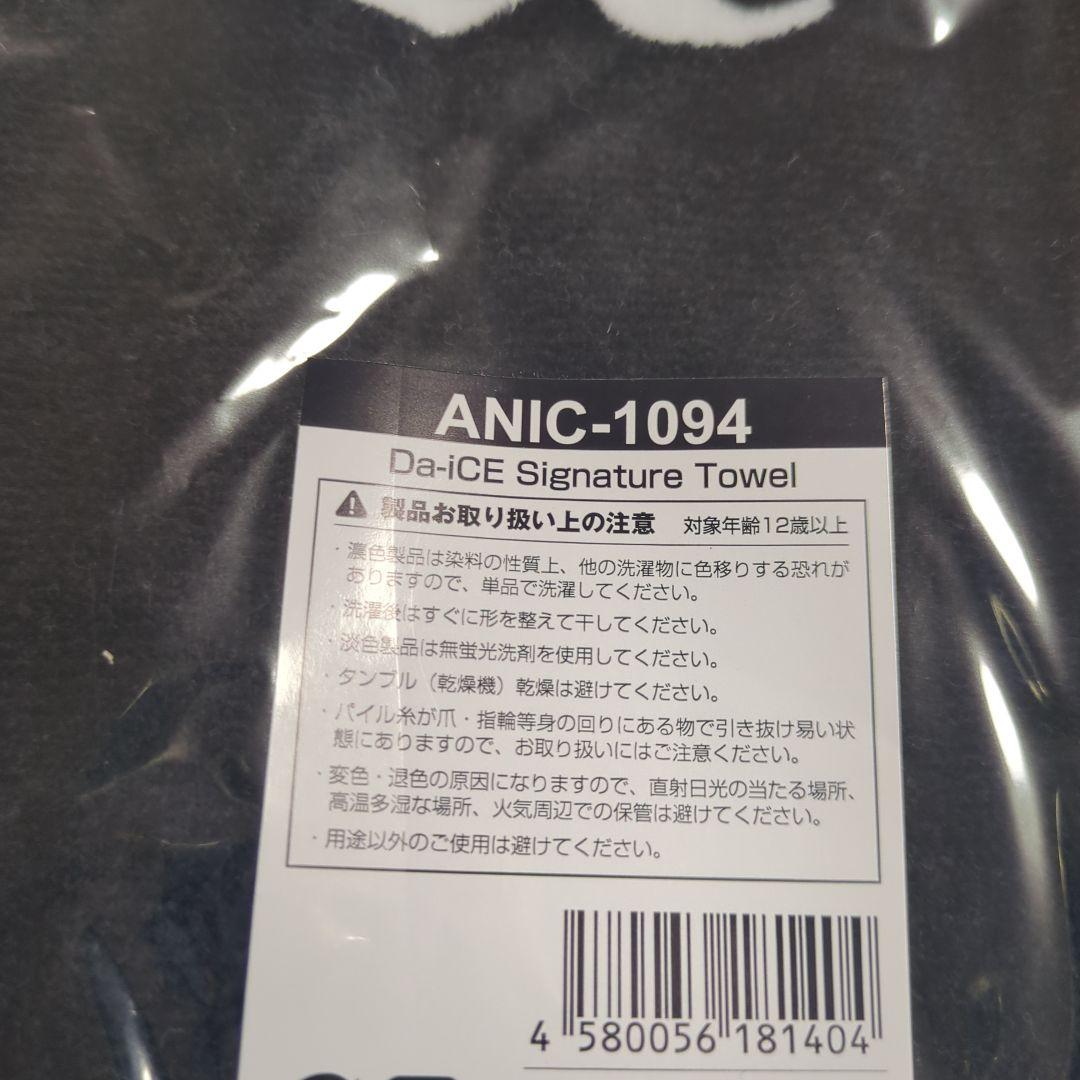 ANIC-1094
Da-iCE Signature Towel
製品お取り扱い上の注意 対象年齢12歳以上
・濃色製品は染料の性質上、他の洗濯物に色移りする恐れが
ありますので、単品で洗濯してください。
・洗濯後はすぐに形を整えて干してください。
・淡色製品は無蛍光洗剤を使用してください。
・タンブル（乾燥機）乾燥は避けてください。
・パイル糸が爪・指輪等身の回りにある物で引き抜け易い状
態にありますので、お取り扱いにはご注意ください。
・変色・退色の原因になりますので、直射日光の当たる場所、
高温多湿な場所、火気周辺での保管は避けてください。
・用途以外のご使用は避けてください。
4 580056 181404